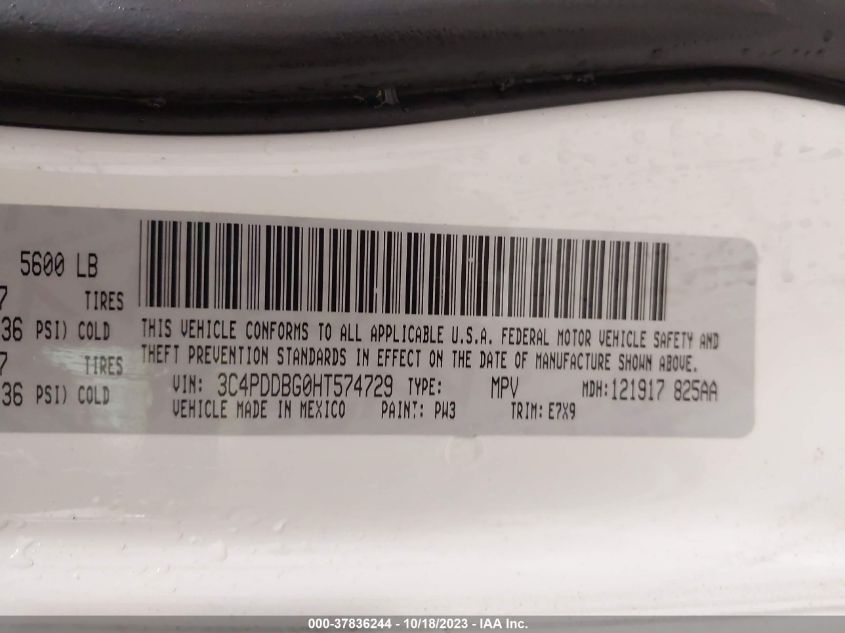 5600 LB
7 TIRES
36 PSI) COLD
7 TIRES
36 PSI) COLD
THIS VEHICLE CONFORMS TO ALL APPLICABLE U.S.A. FEDERAL MOTOR VEHICLE SAFETY AND
THEFT PREVENTION STANDARDS IN EFFECT ON THE DATE OF MANUFACTURE SHOWN ABOVE.
VIN: 3C4PDDBG0HT574729 TYPE: MPV MDH:121917 825AA
VEHICLE MADE IN MEXICO PAINT: PW3 TRIM: E7X9
000-37836244 - 10/18/2023 - IAA Inc.